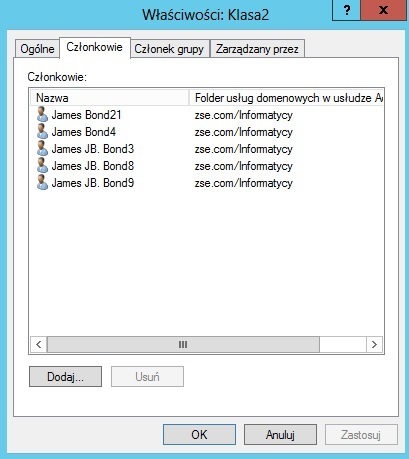 Właściwości: Klasa2
?
x
Ogólne Członkowie Członek grupy Zarządzany przez
Członkowie:
Nazwa Folder usług domenowych w usłudze A
James Bond21 zse.com/Informatycy
James Bond4 zse.com/Informatycy
James JB. Bond3 zse.com/Informatycy
James JB. Bond8 zse.com/Informatycy
James JB. Bond9 zse.com/Informatycy
Dodaj... Usuń
OK Anuluj Zastosuj